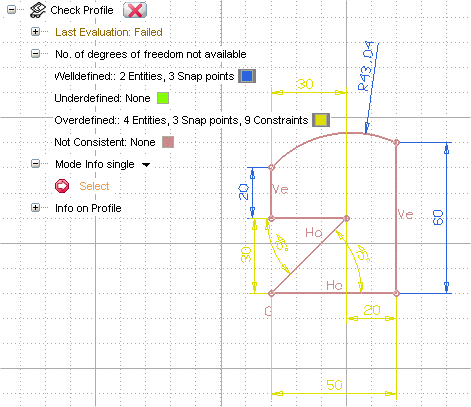 Check Profile
Last Evaluation: Failed
No. of degrees of freedom not available
Welldefined:: 2 Entities, 3 Snap points
Underdefined: None
Overdefined:: 4 Entities, 3 Snap points, 9 Constraints
Not Consistent: None
Mode Info single
Select
Info on Profile
R43.04
30
20
Ve
Ve
60
Ho
30
45°
45°
Ho
20
50